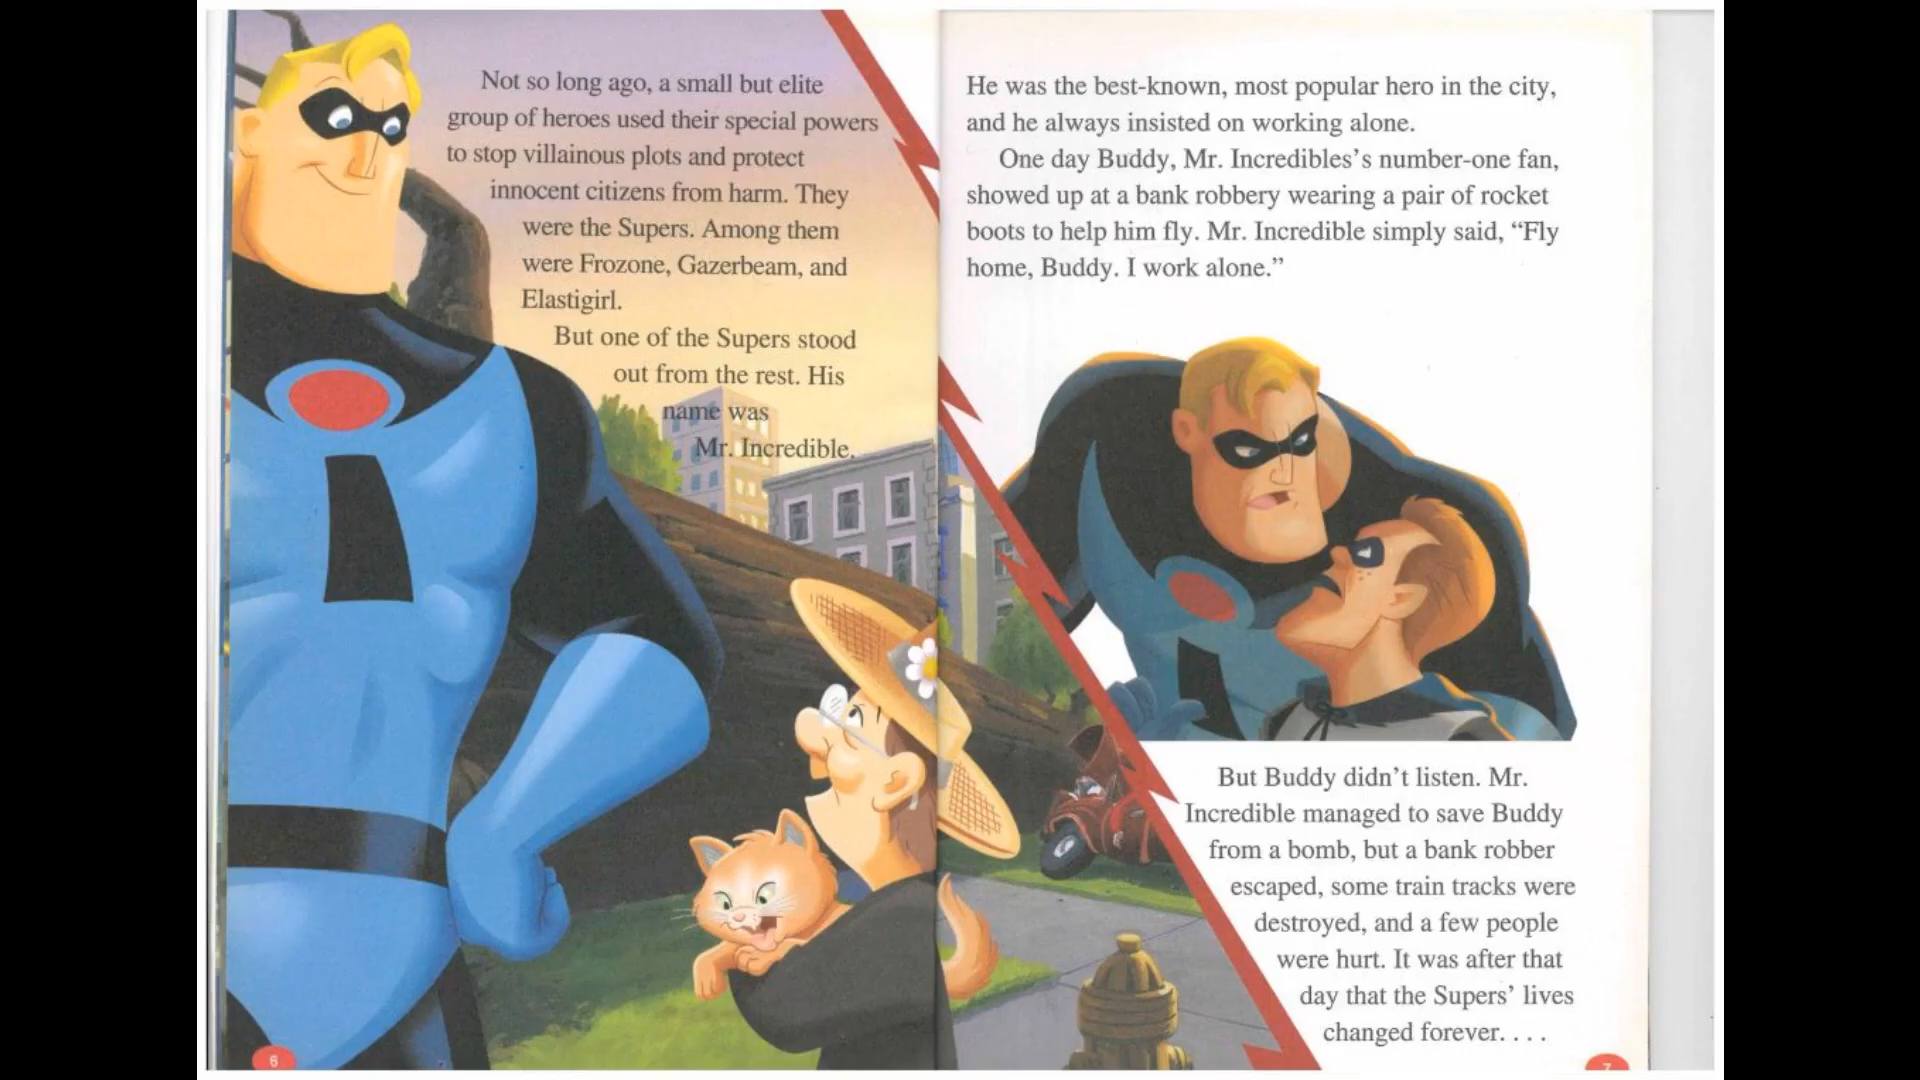 Not so long ago, a small but elite
group of heroes used their special powers
to stop villainous plots and protect
innocent citizens from harm. They
were the Supers. Among them
were Frozone, Gazerbeam, and
Elastigirl.
But one of the Supers stood
out from the rest. His
name was
Mr. Incredible.
6
He was the best-known, most popular hero in the city,
and he always insisted on working alone.
One day Buddy, Mr. Incredibles’s number-one fan,
showed up at a bank robbery wearing a pair of rocket
boots to help him fly. Mr. Incredible simply said, “Fly
home, Buddy. I work alone.”
But Buddy didn’t listen. Mr.
Incredible managed to save Buddy
from a bomb, but a bank robber
escaped, some train tracks were
destroyed, and a few people
were hurt. It was after that
day that the Supers’ lives
changed forever. . . .
7